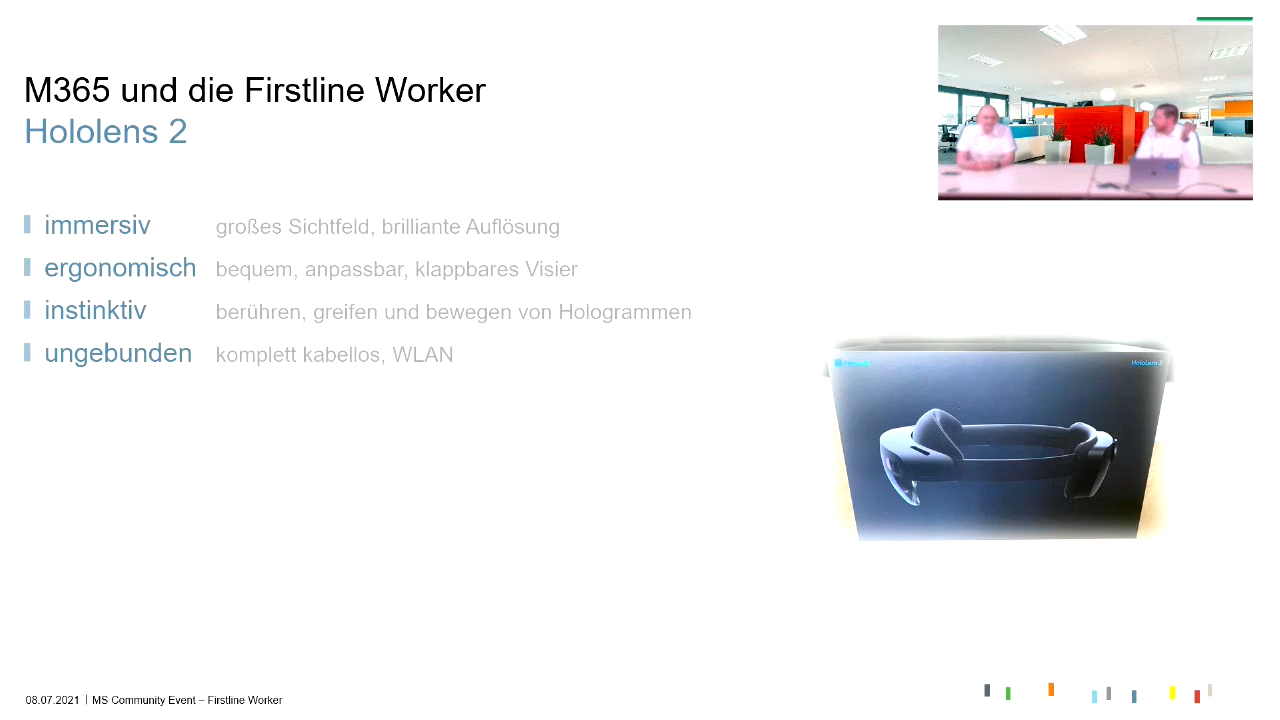 M365 und die Firstline Worker
Hololens 2
immersiv großes Sichtfeld, brilliante Auflösung
ergonomisch bequem, anpassbar, klappbares Visier
instinktiv berühren, greifen und bewegen von Hologrammen
ungebunden komplett kabellos, WLAN
HoloLens 2
08.07.2021 | MS Community Event – Firstline Worker